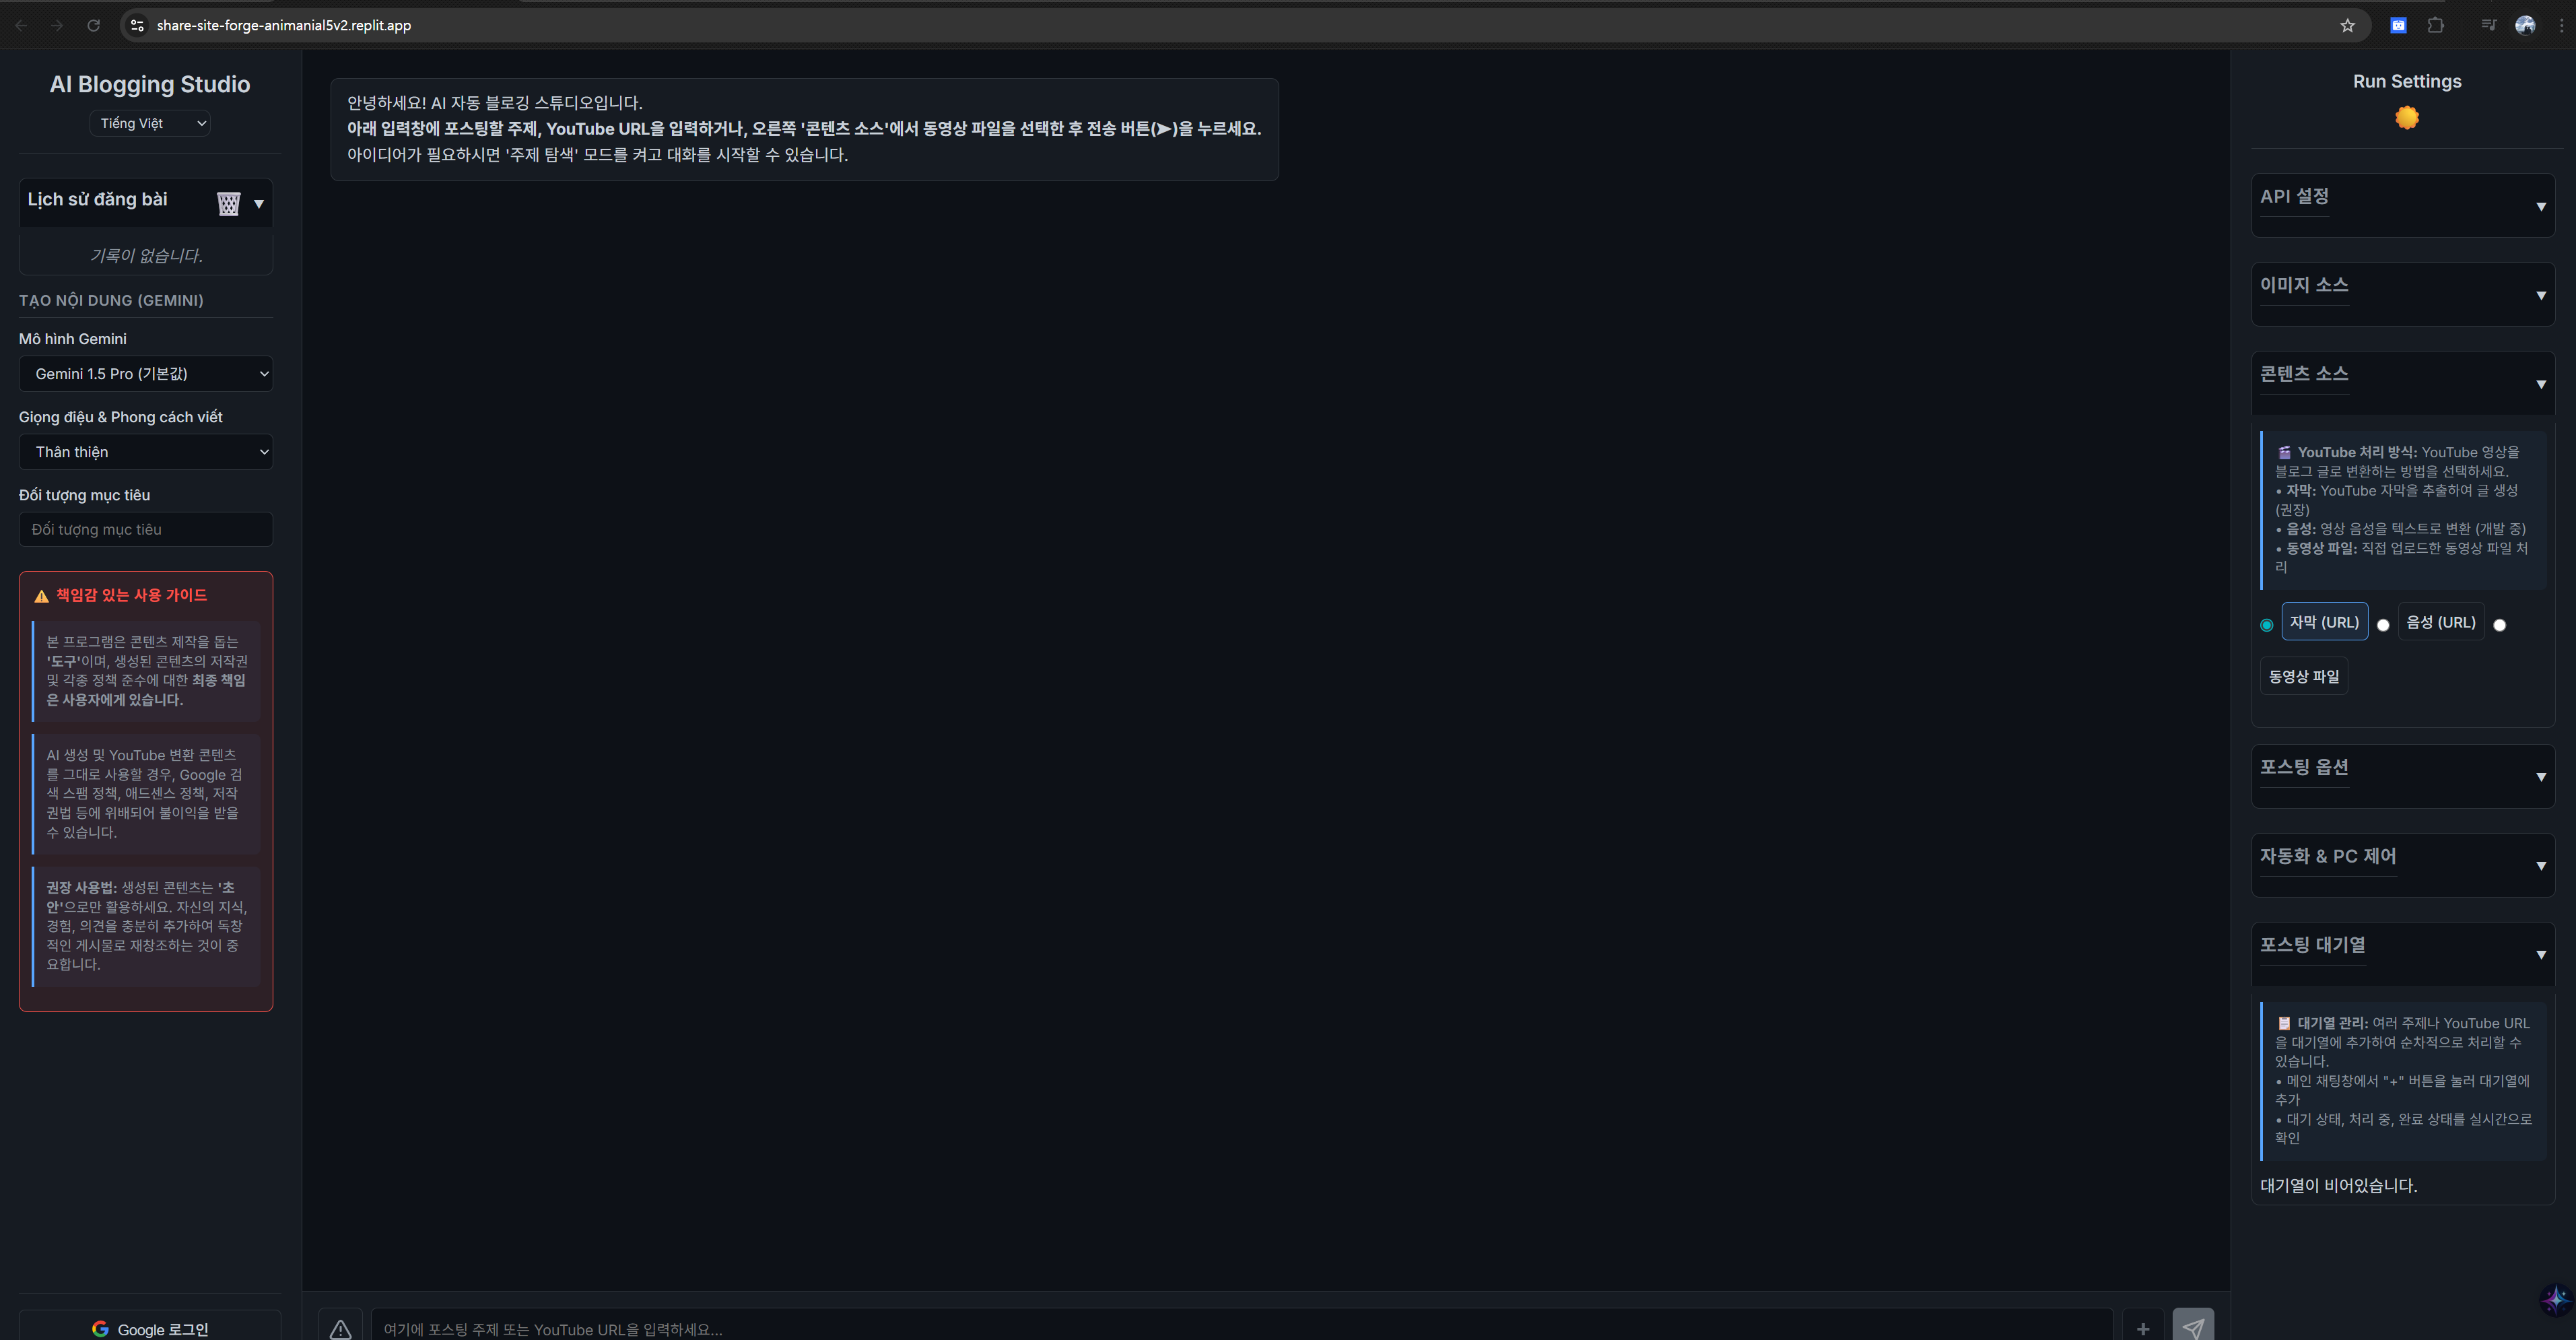 share-site-forge-animanial5v2.replit.app
AI Blogging Studio
Tiếng Việt
Lịch sử đăng bài
▼
기록이 없습니다.
TẠO NỘI DUNG (GEMINI)
Mô hình Gemini
Gemini 1.5 Pro (기본값)
Giọng điệu & Phong cách viết
Thân thiện
Đối tượng mục tiêu
Đối tượng mục tiêu
⚠️ 책임감 있는 사용 가이드
본 프로그램은 콘텐츠 제작을 돕는
'도구'이며, 생성된 콘텐츠의 저작권
및 각종 정책 준수에 대한 최종 책임
은 사용자에게 있습니다.
AI 생성 및 YouTube 변환 콘텐츠
를 그대로 사용할 경우, Google 검
색 스팸 정책, 애드센스 정책, 저작
권법 등에 위배되어 불이익을 받을
수 있습니다.
권장 사용법: 생성된 콘텐츠는 '초
안'으로만 활용하세요. 자신의 지식,
경험, 의견을 충분히 추가하여 독창
적인 게시물로 재창조하는 것이 중
요합니다.
Google 로그인
안녕하세요! AI 자동 블로깅 스튜디오입니다.
아래 입력창에 포스팅할 주제, YouTube URL을 입력하거나, 오른쪽 '콘텐츠 소스'에서 동영상 파일을 선택한 후 전송 버튼(➤)을 누르세요.
아이디어가 필요하시면 '주제 탐색' 모드를 켜고 대화를 시작할 수 있습니다.
여기에 포스팅 주제 또는 YouTube URL을 입력하세요...
+
Run Settings
API 설정
▼
이미지 소스
▼
콘텐츠 소스
▼
🎬 YouTube 처리 방식: YouTube 영상을
블로그 글로 변환하는 방법을 선택하세요.
• 자막: YouTube 자막을 추출하여 글 생성
(권장)
• 음성: 영상 음성을 텍스트로 변환 (개발 중)
• 동영상 파일: 직접 업로드한 동영상 파일 처
리
자막 (URL)
음성 (URL)
동영상 파일
포스팅 옵션
▼
자동화 & PC 제어
▼
포스팅 대기열
▼
📋 대기열 관리: 여러 주제나 YouTube URL
을 대기열에 추가하여 순차적으로 처리할 수
있습니다.
• 메인 채팅창에서 "+" 버튼을 눌러 대기열에
추가
• 대기 상태, 처리 중, 완료 상태를 실시간으로
확인
대기열이 비어있습니다.